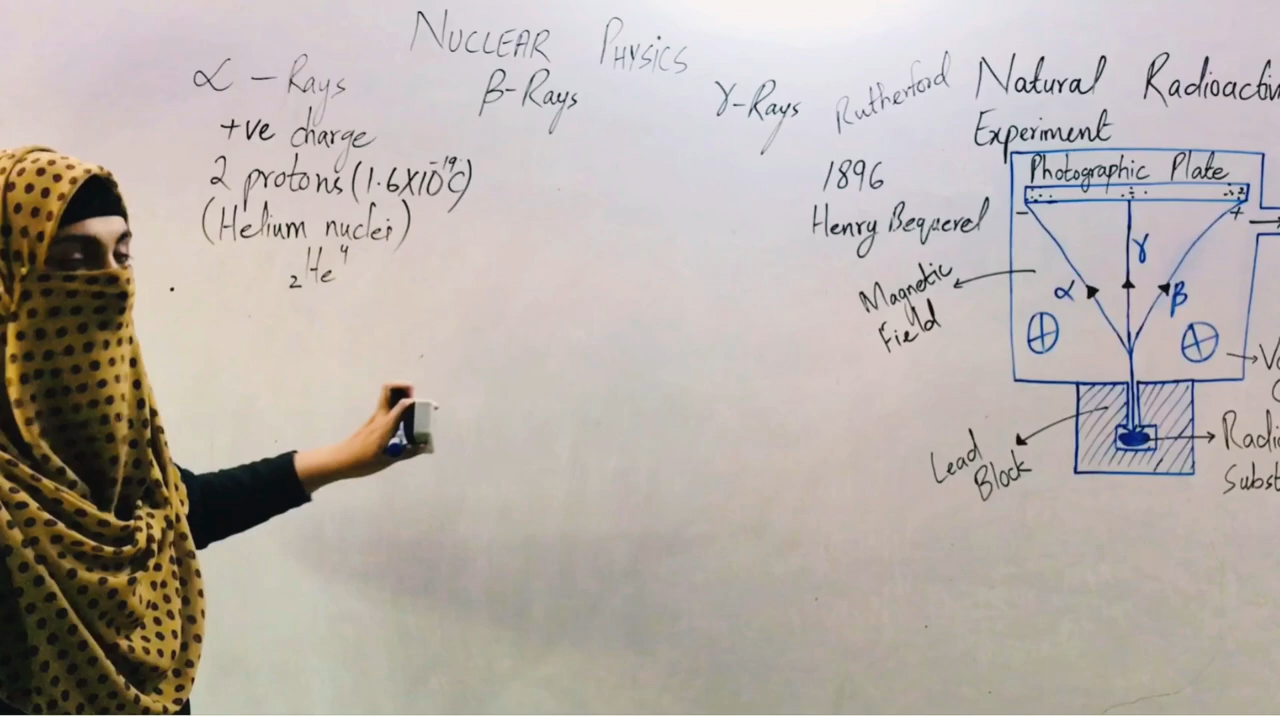 NUCLEAR PHYSICS
α - Rays
+ve charge
2 protons (1.6X10⁻¹⁹C)
(Helium nuclei)
₂He⁴
β-Rays
γ-Rays
Rutherford
1896
Henry Bequerel
Natural Radioactiv
Experiment
Photographic Plate
- +
γ
α β
Magnetic
Field
Lead
Block
Radi
Subst